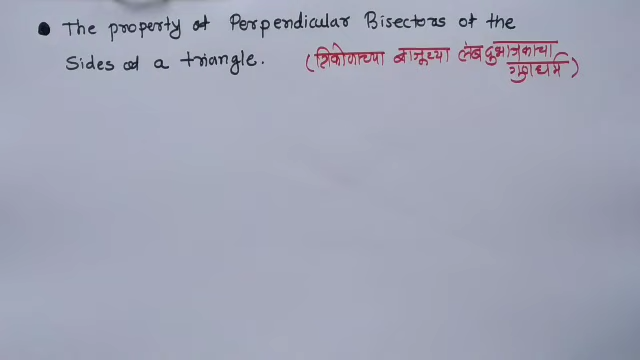 The property of Perpendicular Bisectors of the
Sides of a triangle. (त्रिकोणाच्या बाजूच्या लंबदुभाजकाचा
गुणधर्म)